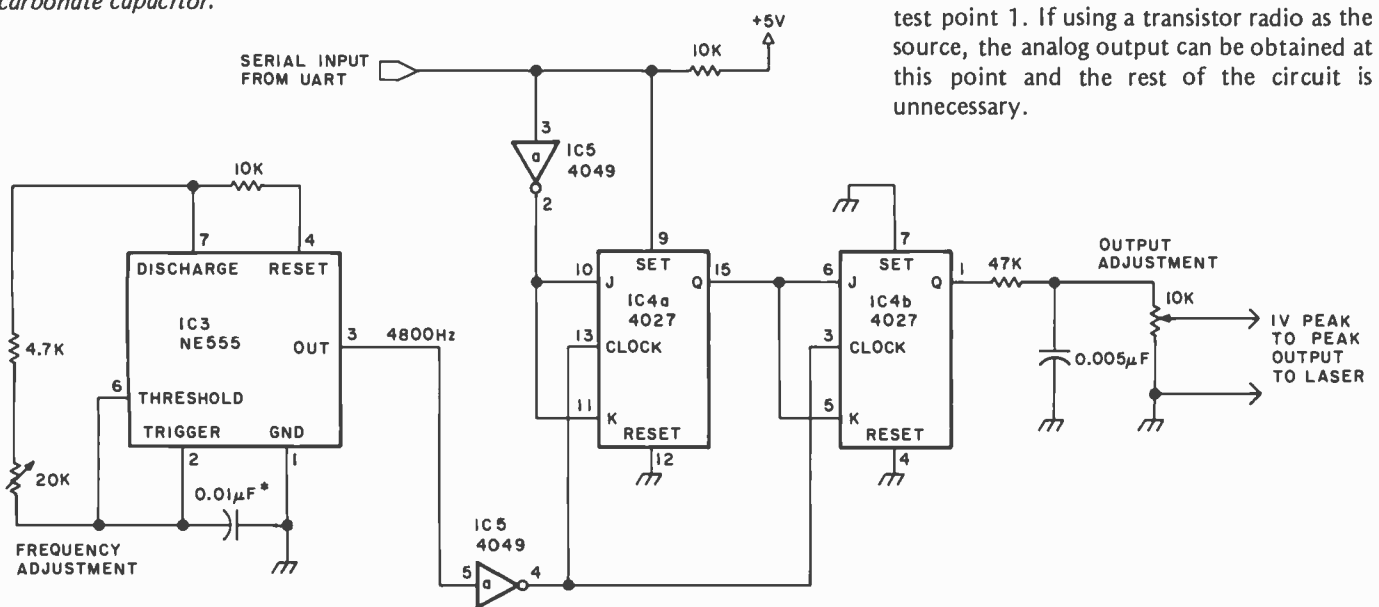 carbonate capacitor.
test point 1. If using a transistor radio as the
source, the analog output can be obtained at
this point and the rest of the circuit is
unnecessary.
+5V
10K
SERIAL INPUT
FROM UART
3
a
IC5
4049
2
10K
7
4
DISCHARGE
RESET
IC3
NE555
OUT
3
4800Hz
4.7K
6
THRESHOLD
TRIGGER
GND
2
1
20K
0.01μF*
FREQUENCY
ADJUSTMENT
IC5
4049
5
a
4
9
SET
10
J
Q
15
IC4a
4027
13
CLOCK
11
K
RESET
12
7
SET
6
J
Q
1
IC4b
4027
3
CLOCK
5
K
RESET
4
47K
OUTPUT
ADJUSTMENT
10K
0.005μF
1V PEAK
TO PEAK
OUTPUT
TO LASER